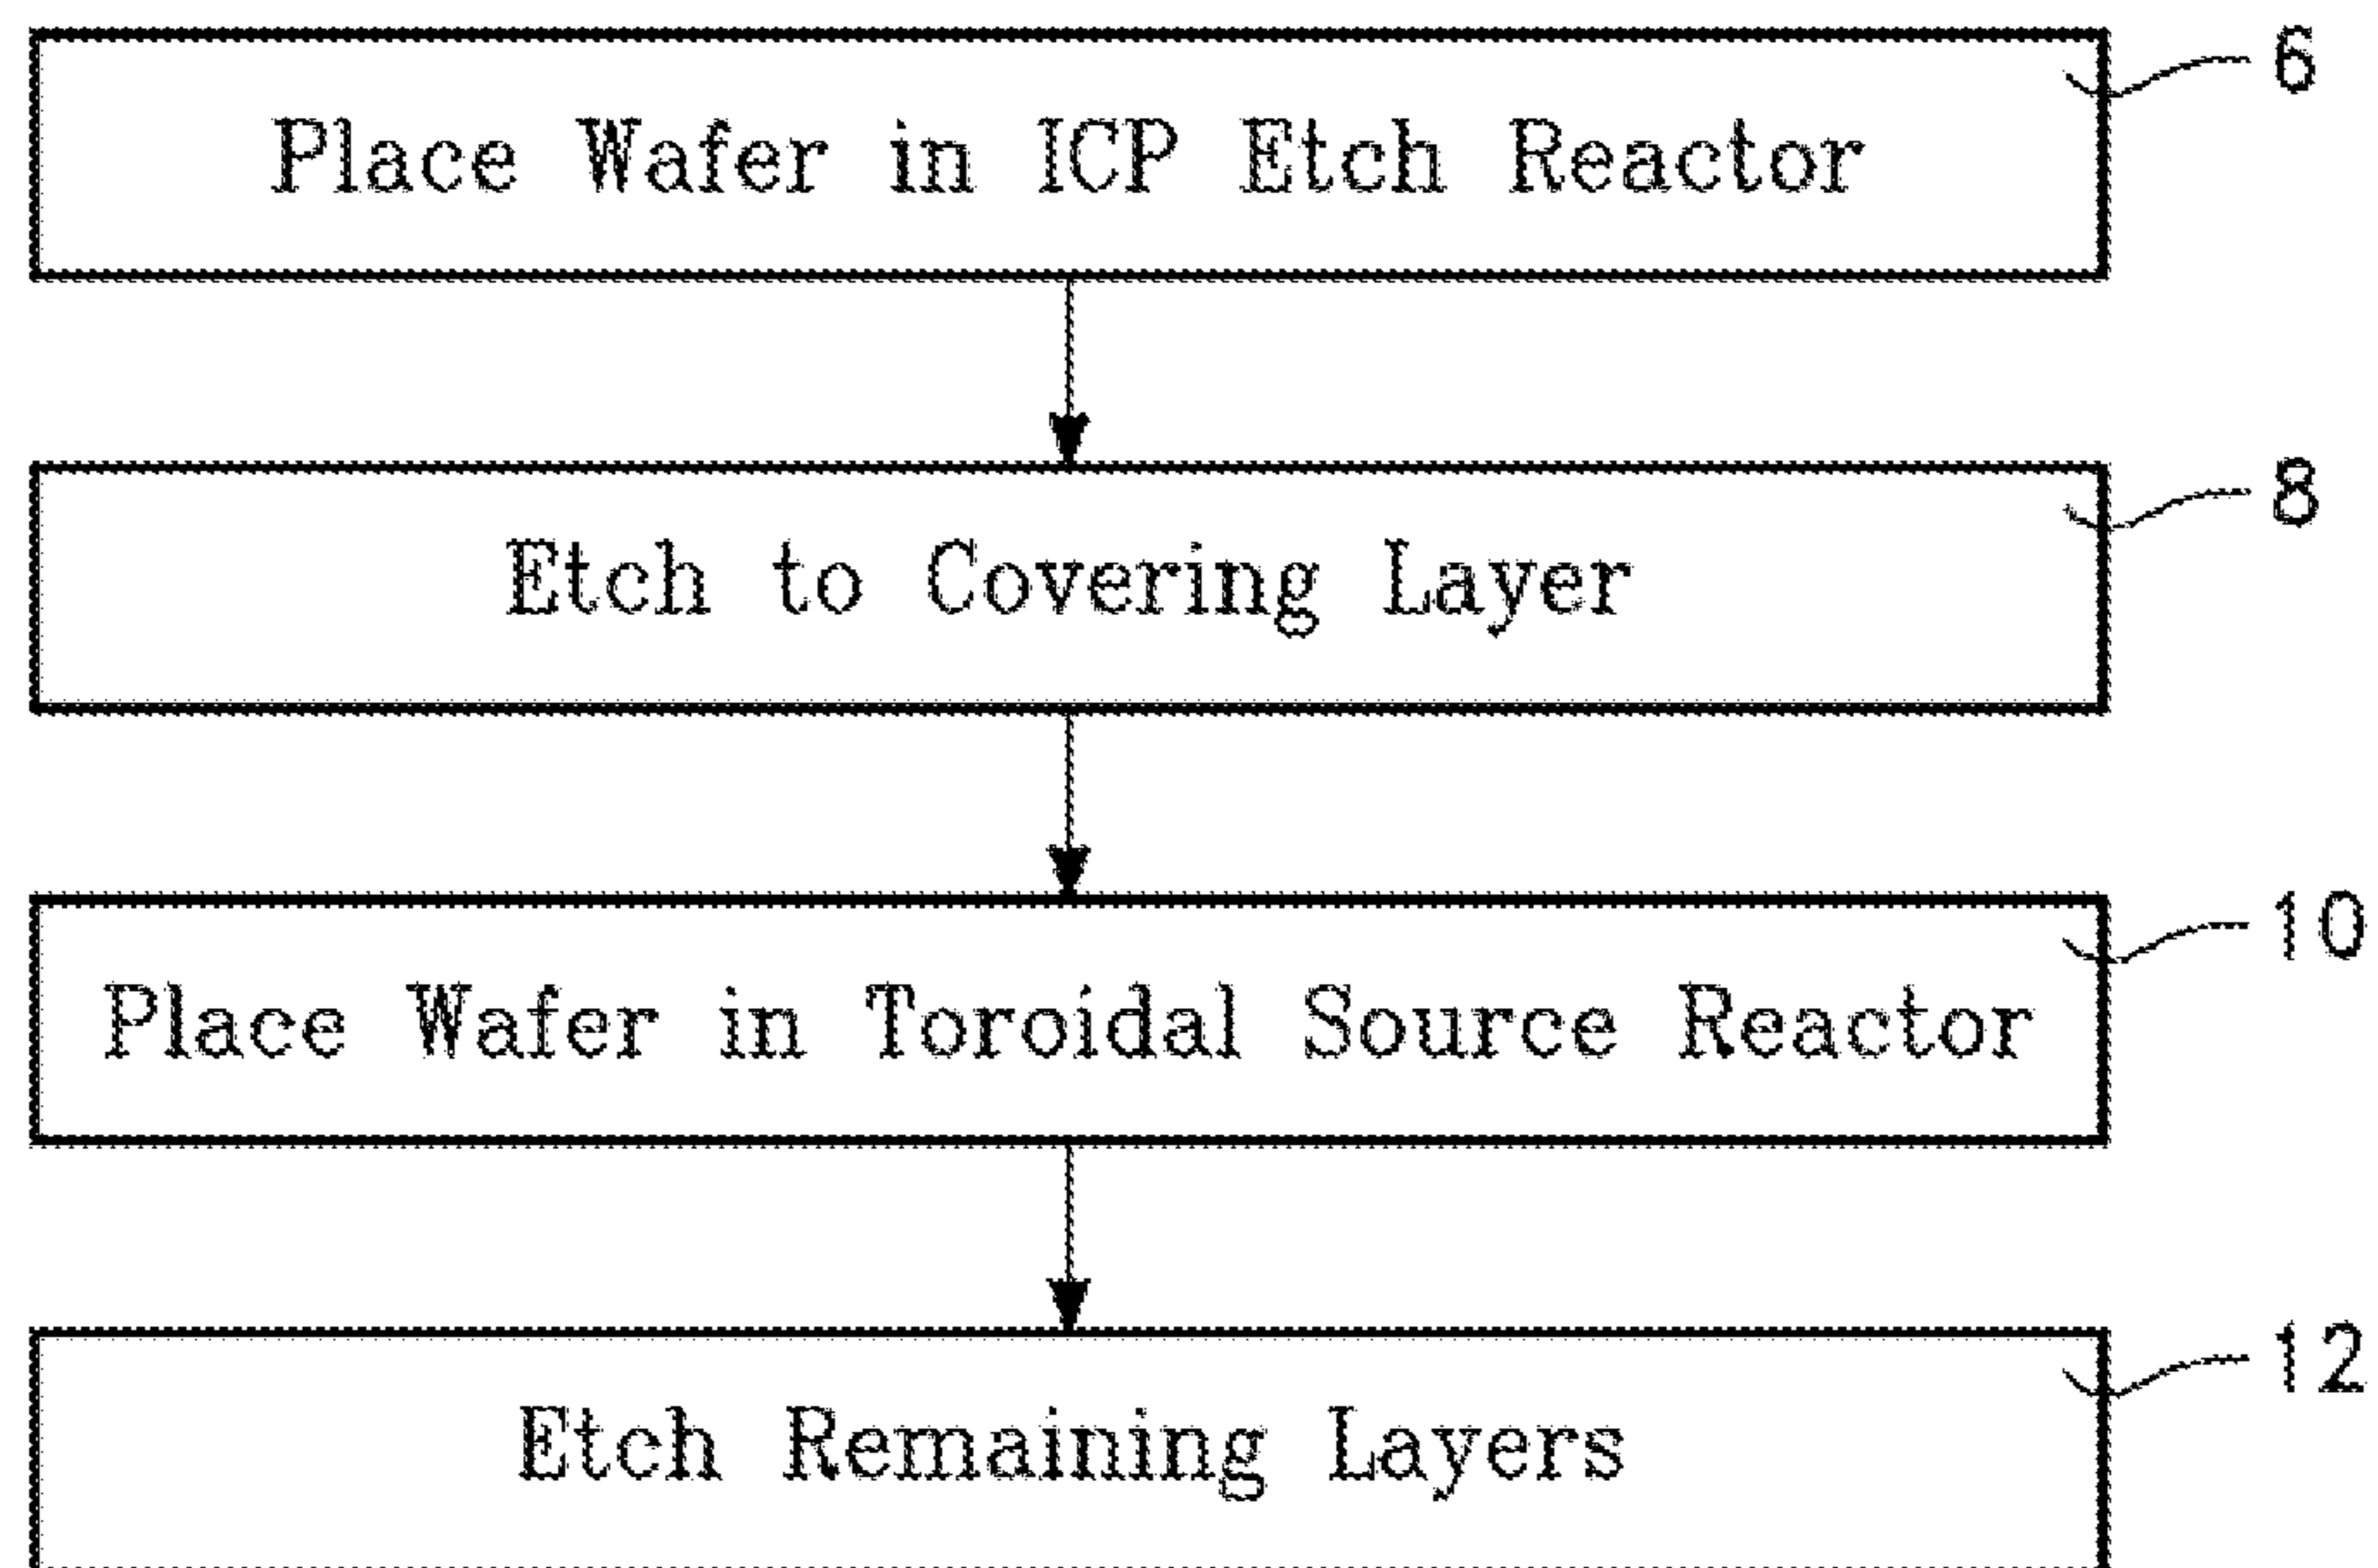 Place Wafer in ICP Etch Reactor
6
Etch to Covering Layer
8
Place Wafer in Toroidal Source Reactor
10
Etch Remaining Layers
12